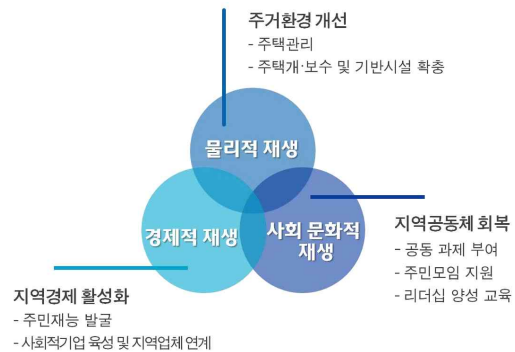 주거환경 개선
- 주택관리
- 주택개·보수 및 기반시설 확충
물리적 재생
경제적 재생
사회 문화적
재생
지역공동체 회복
- 공동 과제 부여
- 주민모임 지원
- 리더십 양성 교육
지역경제 활성화
- 주민재능 발굴
- 사회적기업 육성 및 지역업체 연계